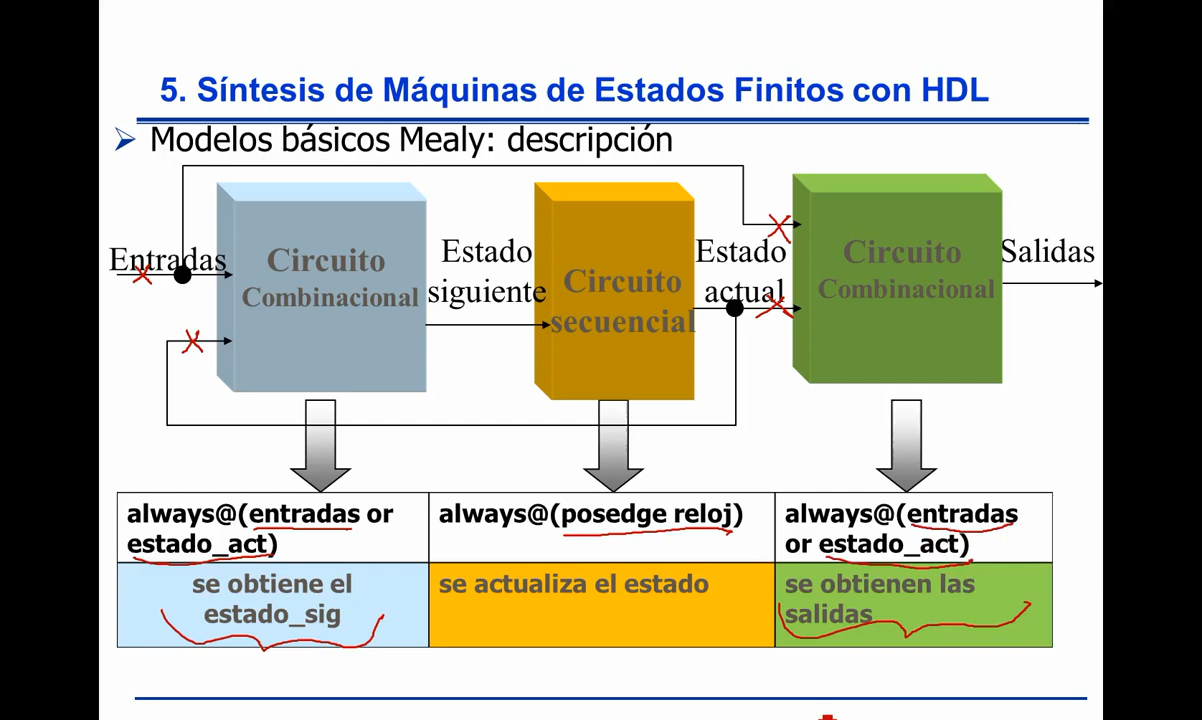 5. Síntesis de Máquinas de Estados Finitos con HDL
Modelos básicos Mealy: descripción
Entradas
Circuito
Combinacional
Estado
siguiente
Circuito
secuencial
Estado
actual
Circuito
Combinacional
Salidas
always@(entradas or
estado_act)
always@(posedge reloj)
always@(entradas
or estado_act)
se obtiene el
estado_sig
se actualiza el estado
se obtienen las
salidas